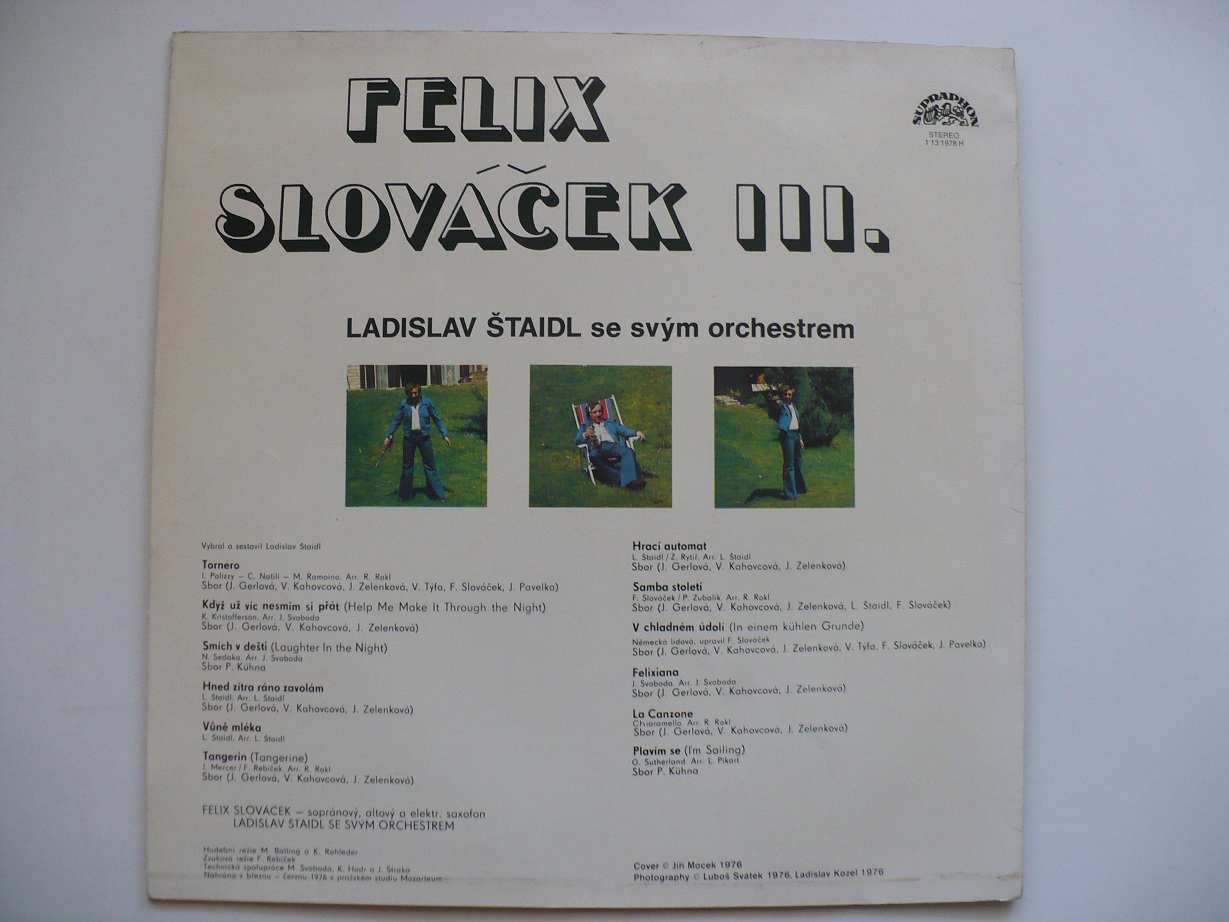 FELIX
SLOVÁČEK III.
SUPRAPHON
STEREO
1 13 1978 H
LADISLAV ŠTAIDL se svým orchestrem
Vybral a sestavil Ladislav Štaidl
Tornero
I. Polizzy – C. Natili – M. Ramoino. Arr. R. Rokl
Sbor (J. Gerlová, V. Kahovcová, J. Zelenková, V. Týfa, F. Slováček, J. Pavelka)
Když už víc nesmím si přát (Help Me Make It Through the Night)
K. Kristofferson. Arr. J. Svoboda
Sbor (J. Gerlová, V. Kahovcová, J. Zelenková)
Smích v dešti (Laughter In the Night)
N. Sedaka. Arr. J. Svoboda
Sbor P. Kühna
Hned zítra ráno zavolám
L. Štaidl. Arr. L. Štaidl
Sbor (J. Gerlová, V. Kahovcová, J. Zelenková)
Vůně mléka
L. Štaidl. Arr. L. Štaidl
Tangerin (Tangerine)
J. Mercer / F. Řebíček. Arr. R. Rokl
Sbor (J. Gerlová, V. Kahovcová, J. Zelenková)
FELIX SLOVÁČEK – sopránový, altový a elektr. saxofon
LADISLAV ŠTAIDL SE SVÝM ORCHESTREM
Hudební režie M. Balling a K. Rohleder
Zvuková režie F. Řebíček
Technická spolupráce M. Svoboda, K. Hodr a J. Straka
Nahráno v březnu – červnu 1976 v pražském studiu Mozarteum
Hrací automat
L. Štaidl / Z. Rytíř. Arr. L. Štaidl
Sbor (J. Gerlová, V. Kahovcová, J. Zelenková)
Samba století
F. Slováček / P. Zubalík. Arr. R. Rokl
Sbor (J. Gerlová, V. Kahovcová, J. Zelenková, L. Štaidl, F. Slováček)
V chladném údolí (In einem kühlen Grunde)
Německá lidová, upravil F. Slováček
Sbor (J. Gerlová, V. Kahovcová, J. Zelenková, V. Týfa, F. Slováček, J. Pavelka)
Felixiana
J. Svoboda. Arr. J. Svoboda
Sbor (J. Gerlová, V. Kahovcová, J. Zelenková)
La Canzone
Chiaramello. Arr. R. Rokl
Sbor (J. Gerlová, V. Kahovcová, J. Zelenková)
Plavím se (I'm Sailing)
G. Sutherland. Arr. L. Pikart
Sbor P. Kühna
Cover © Jiří Mocek 1976
Photography © Luboš Svátek 1976, Ladislav Kozel 1976